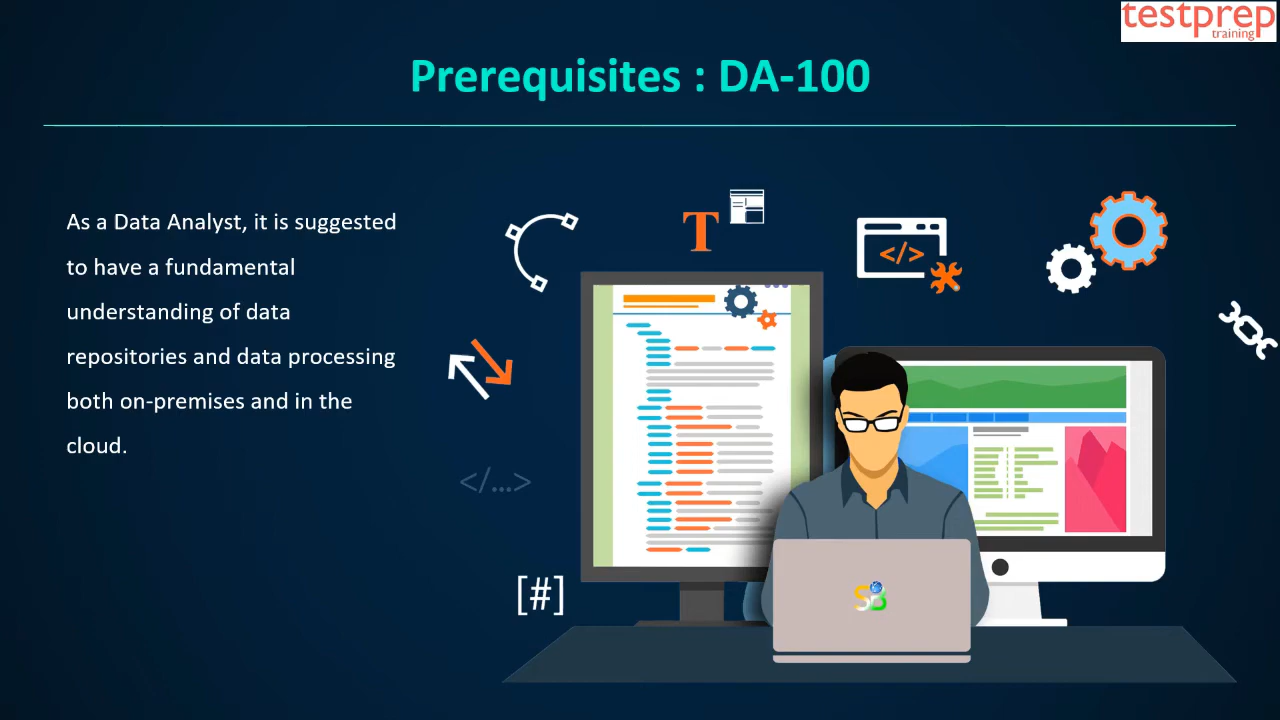 testprep
training
Prerequisites : DA-100
As a Data Analyst, it is suggested
to have a fundamental
understanding of data
repositories and data processing
both on-premises and in the
cloud.
T
</>
</...>
[#]
SB